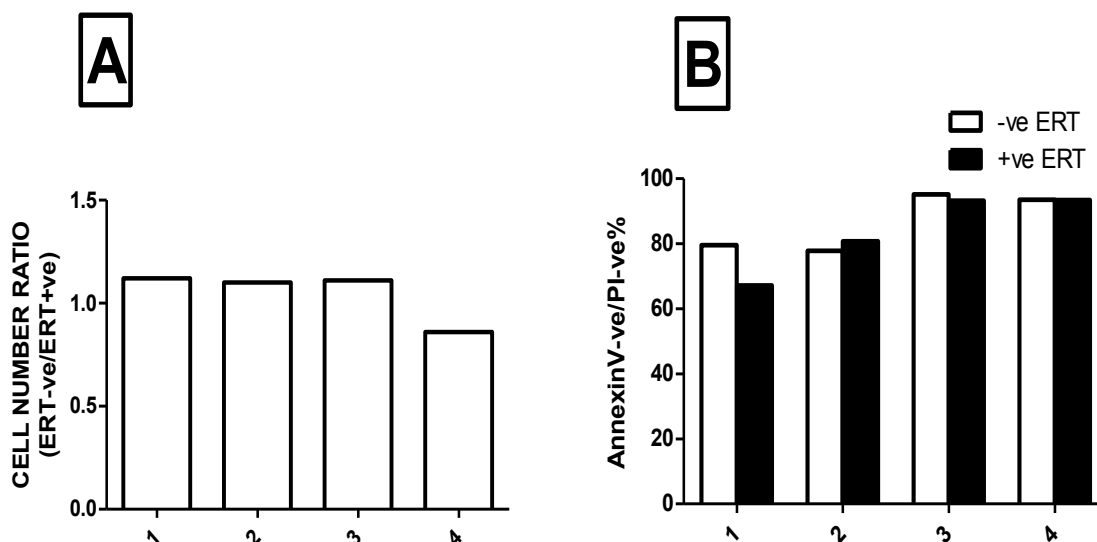 A
CELL NUMBER RATIO
(ERT-ve/ERT+ve)
1.5
1.0
0.5
0.0
1
2
3
4
B
-ve ERT
+ve ERT
AnnexinV-ve/PI-ve%
100
80
60
40
20
0
1
2
3
4